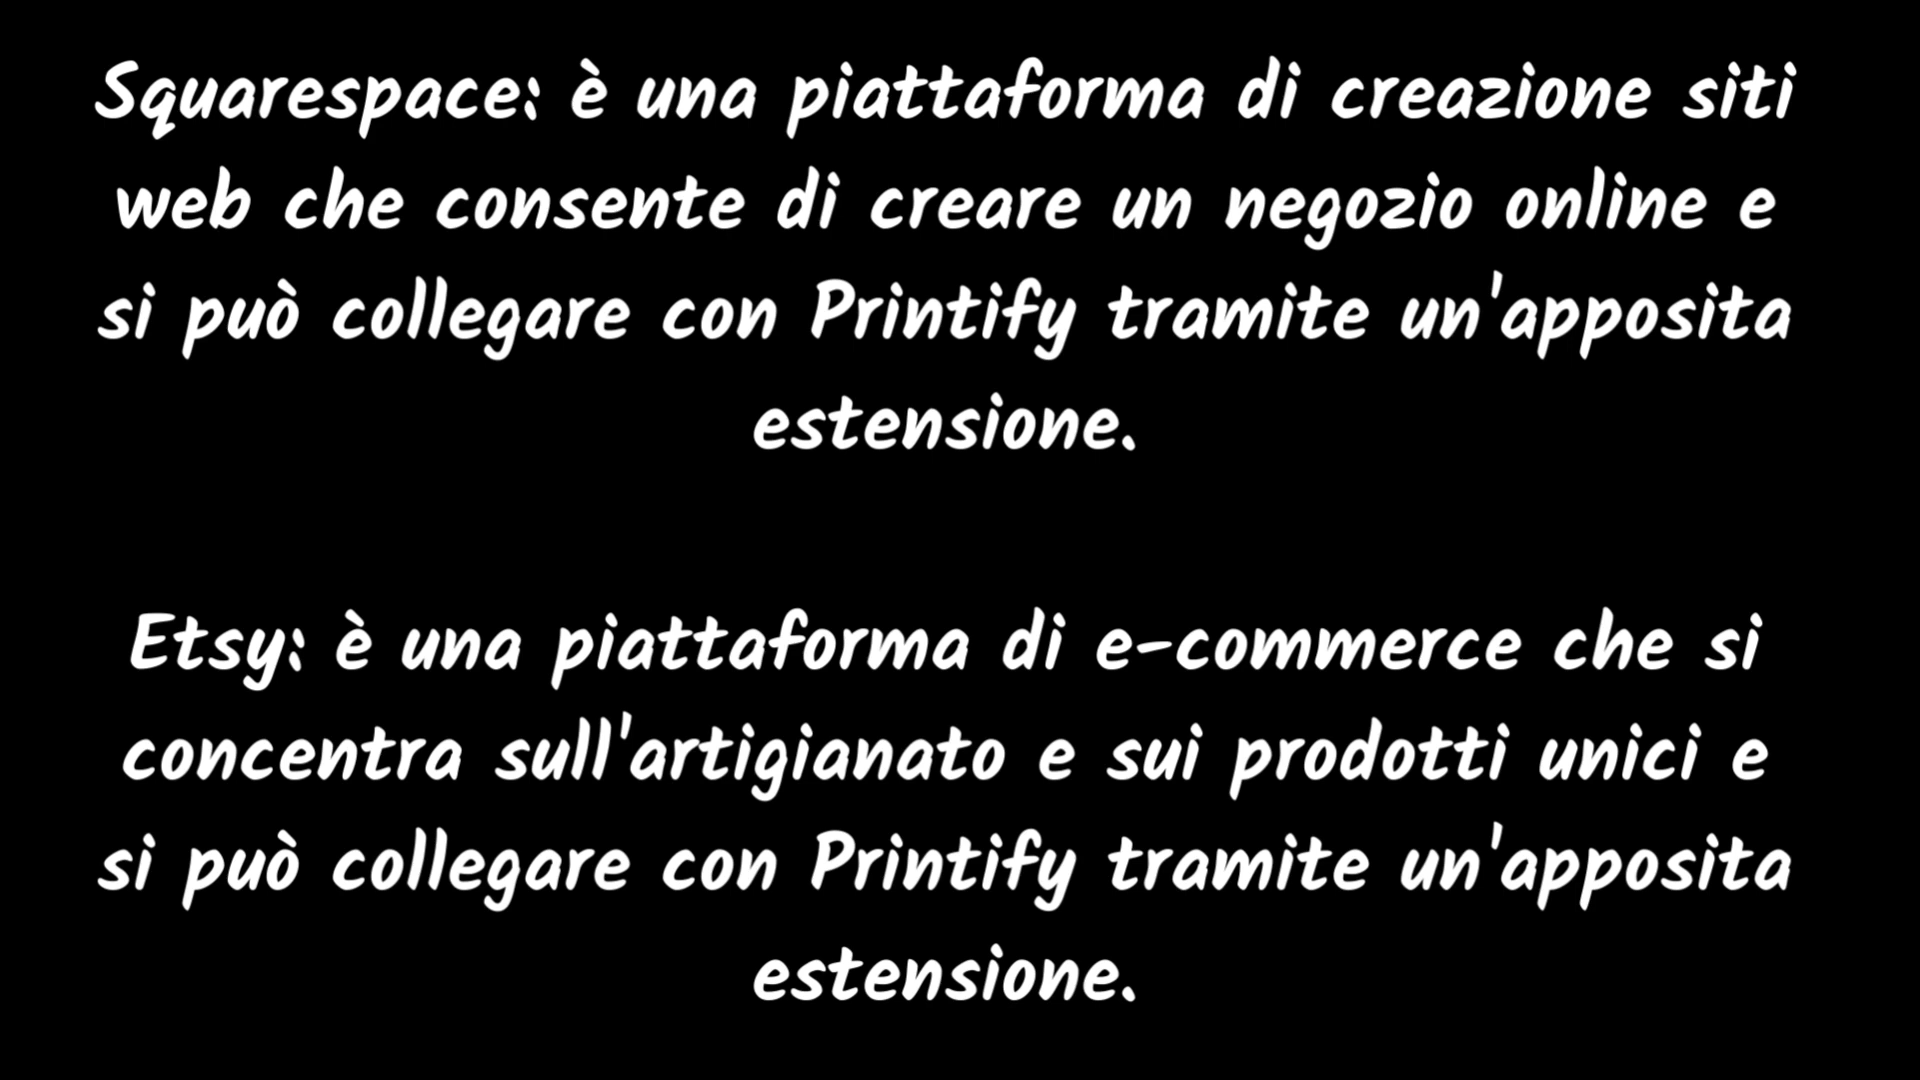 Squarespace: è una piattaforma di creazione siti
web che consente di creare un negozio online e
si può collegare con Printify tramite un'apposita
estensione.
Etsy: è una piattaforma di e-commerce che si
concentra sull'artigianato e sui prodotti unici e
si può collegare con Printify tramite un'apposita
estensione.